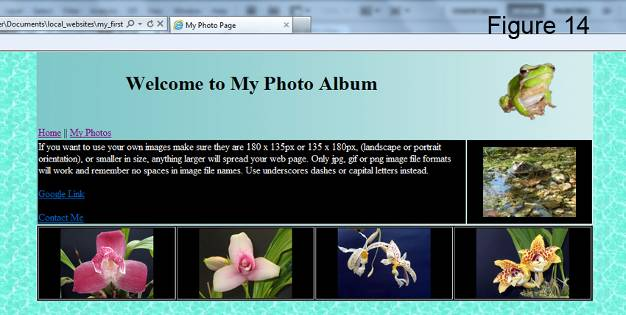 Figure 14
er\Documents\local_websites\my_first
My Photo Page
Welcome to My Photo Album
Home || My Photos
If you want to use your own images make sure they are 180 x 135px or 135 x 180px, (landscape or portrait
orientation), or smaller in size, anything larger will spread your web page. Only jpg, gif or png image file formats
will work and remember no spaces in image file names. Use underscores dashes or capital letters instead.
Google Link
Contact Me